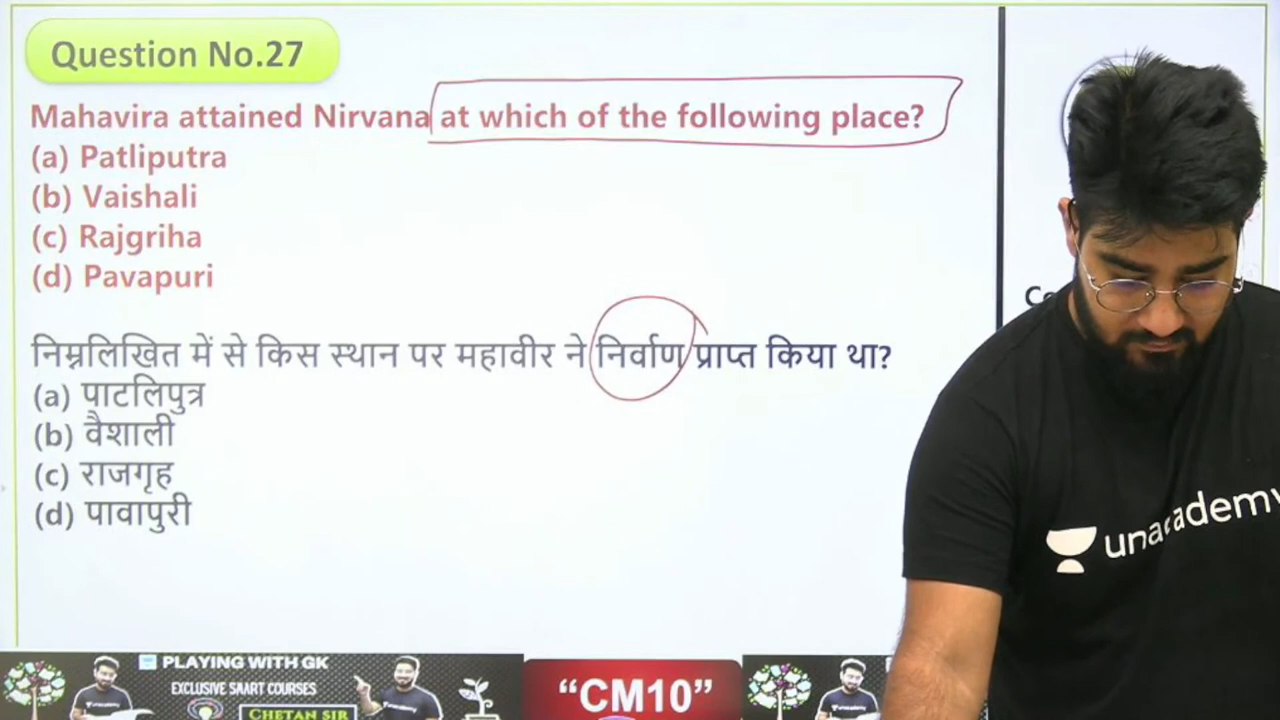 Question No.27
Mahavira attained Nirvana at which of the following place?
(a) Patliputra
(b) Vaishali
(c) Rajgriha
(d) Pavapuri
निम्नलिखित में से किस स्थान पर महावीर ने निर्वाण प्राप्त किया था?
(a) पाटलिपुत्र
(b) वैशाली
(c) राजगृह
(d) पावापुरी
unacademy
PLAYING WITH GK
EXCLUSIVE SAART COURSES
CHETAN SIR
“CM10”